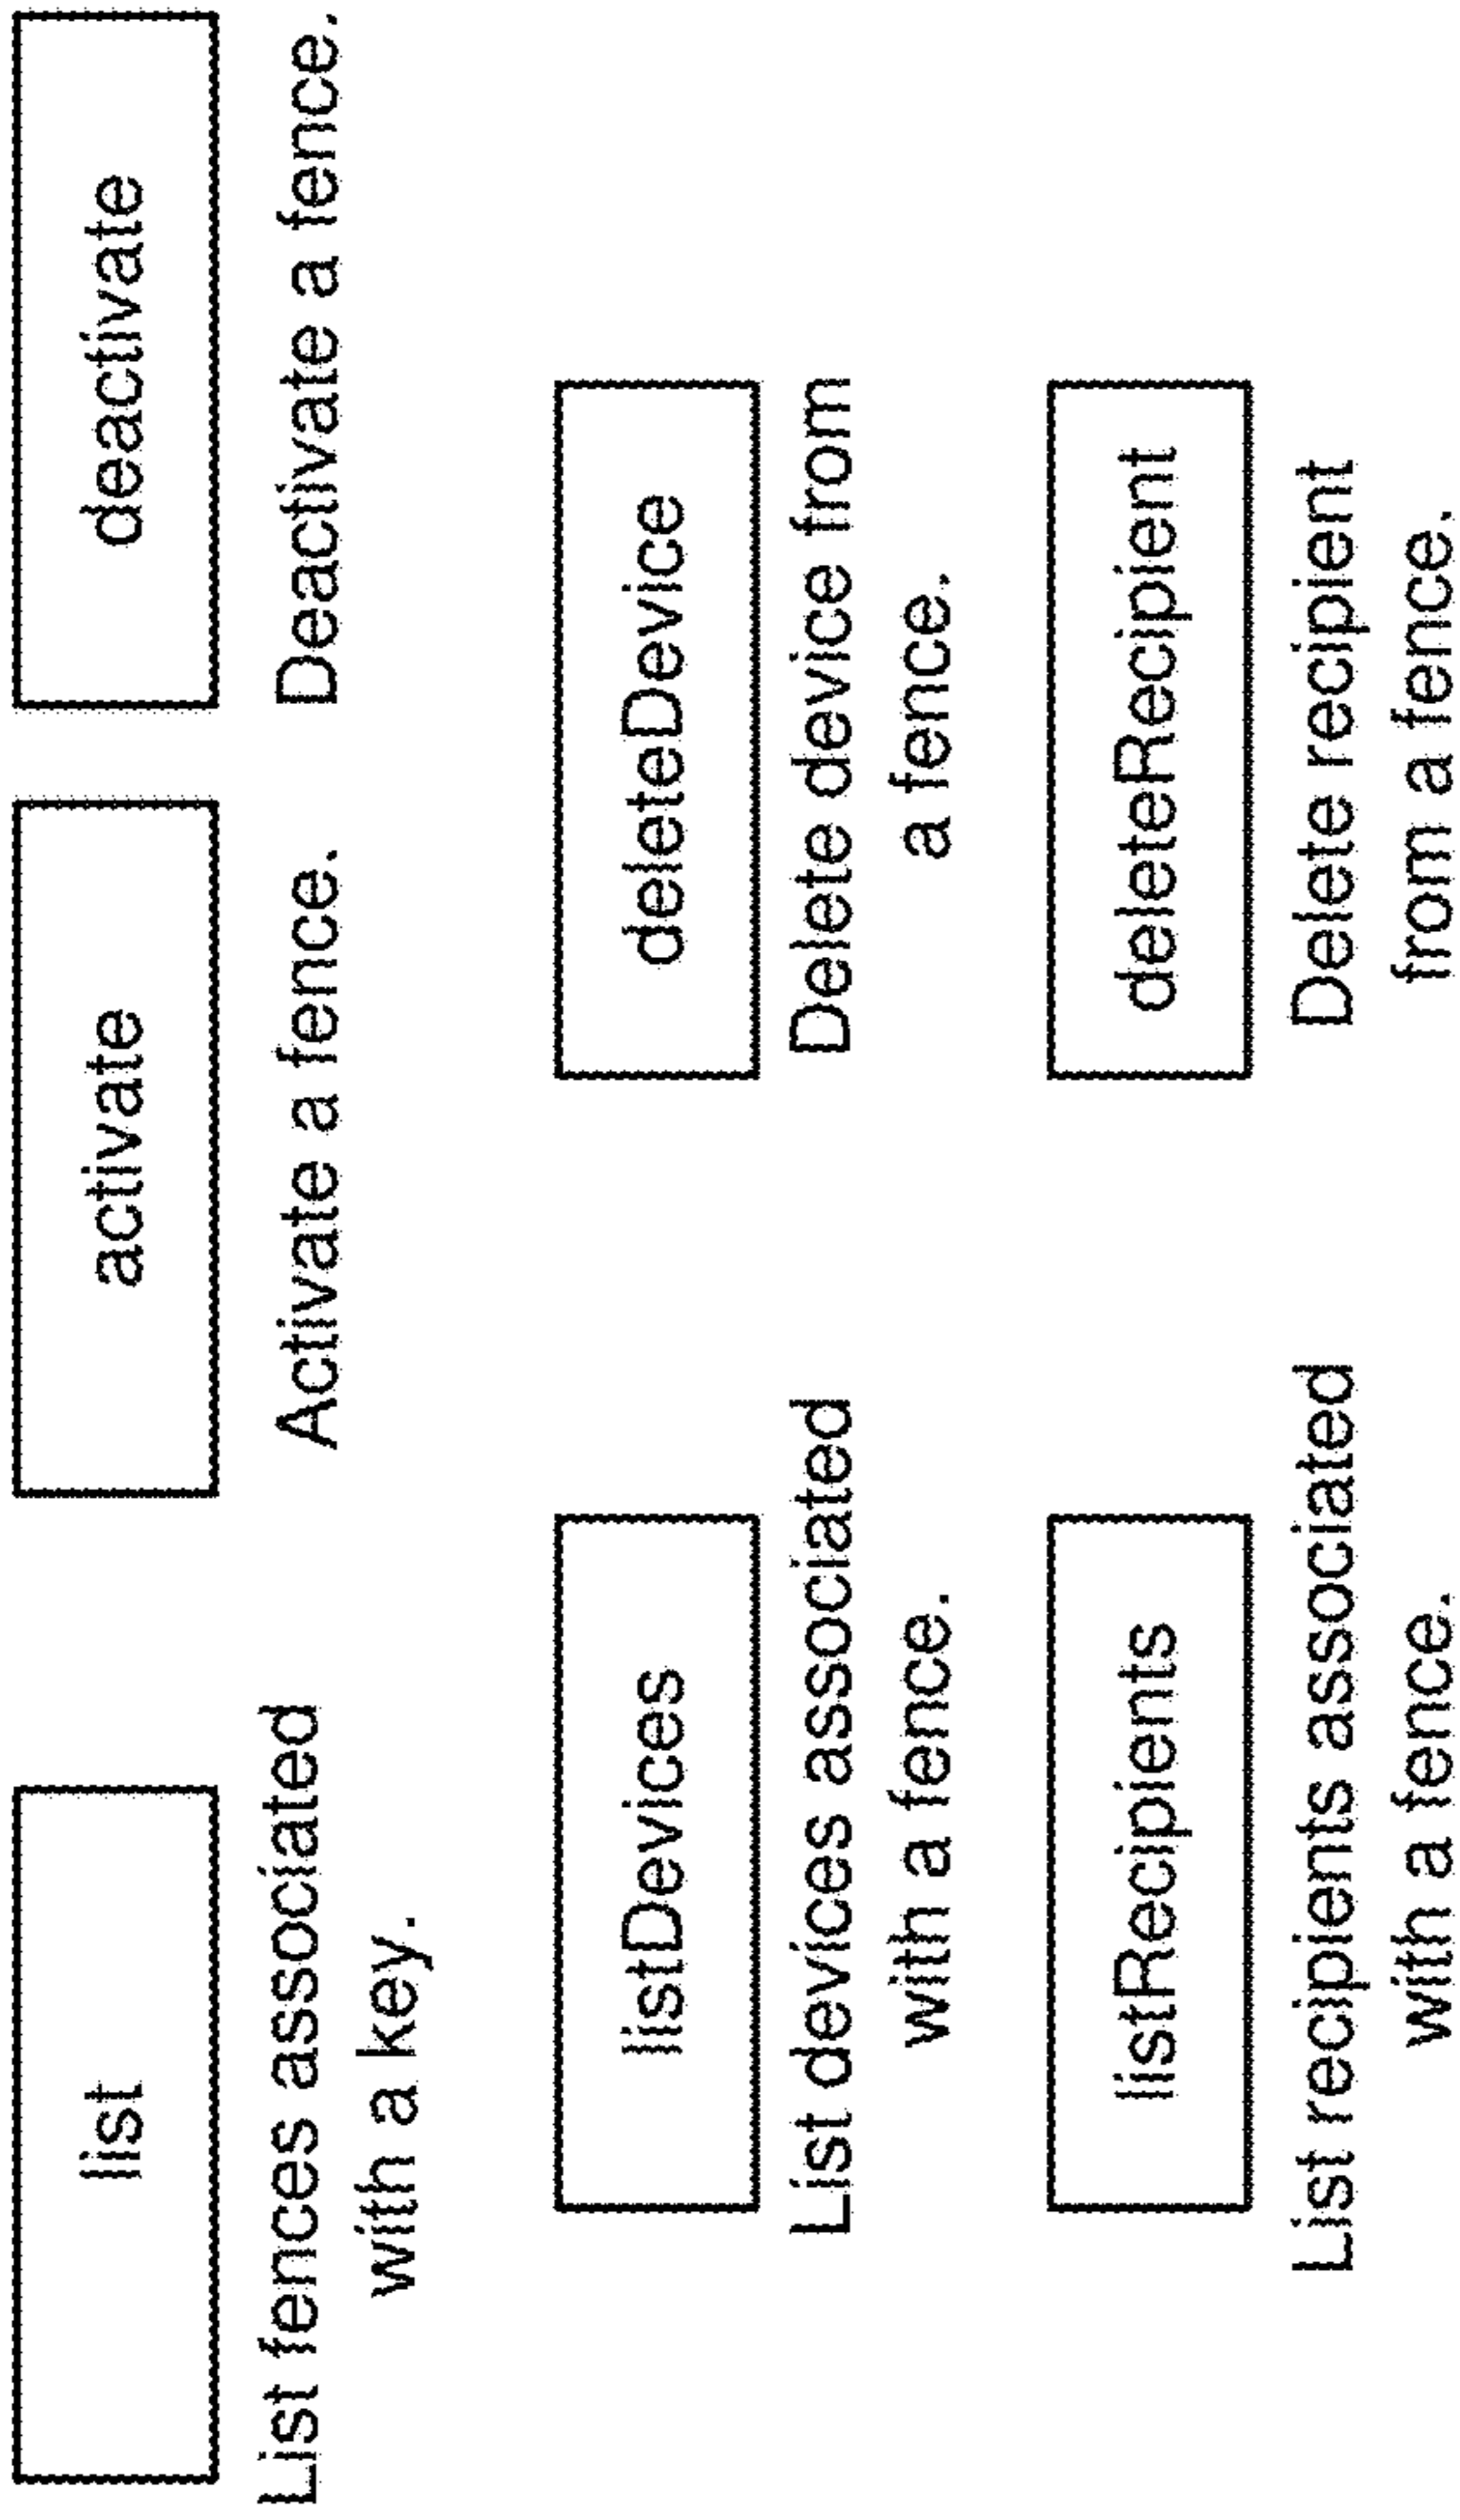 list
List fences associated
with a key.
activate
Activate a fence.
deactivate
Deactivate a fence.
listDevices
List devices associated
with a fence.
deleteDevice
Delete device from
a fence.
listRecipients
List recipients associated
with a fence.
deleteRecipient
Delete recipient
from a fence.